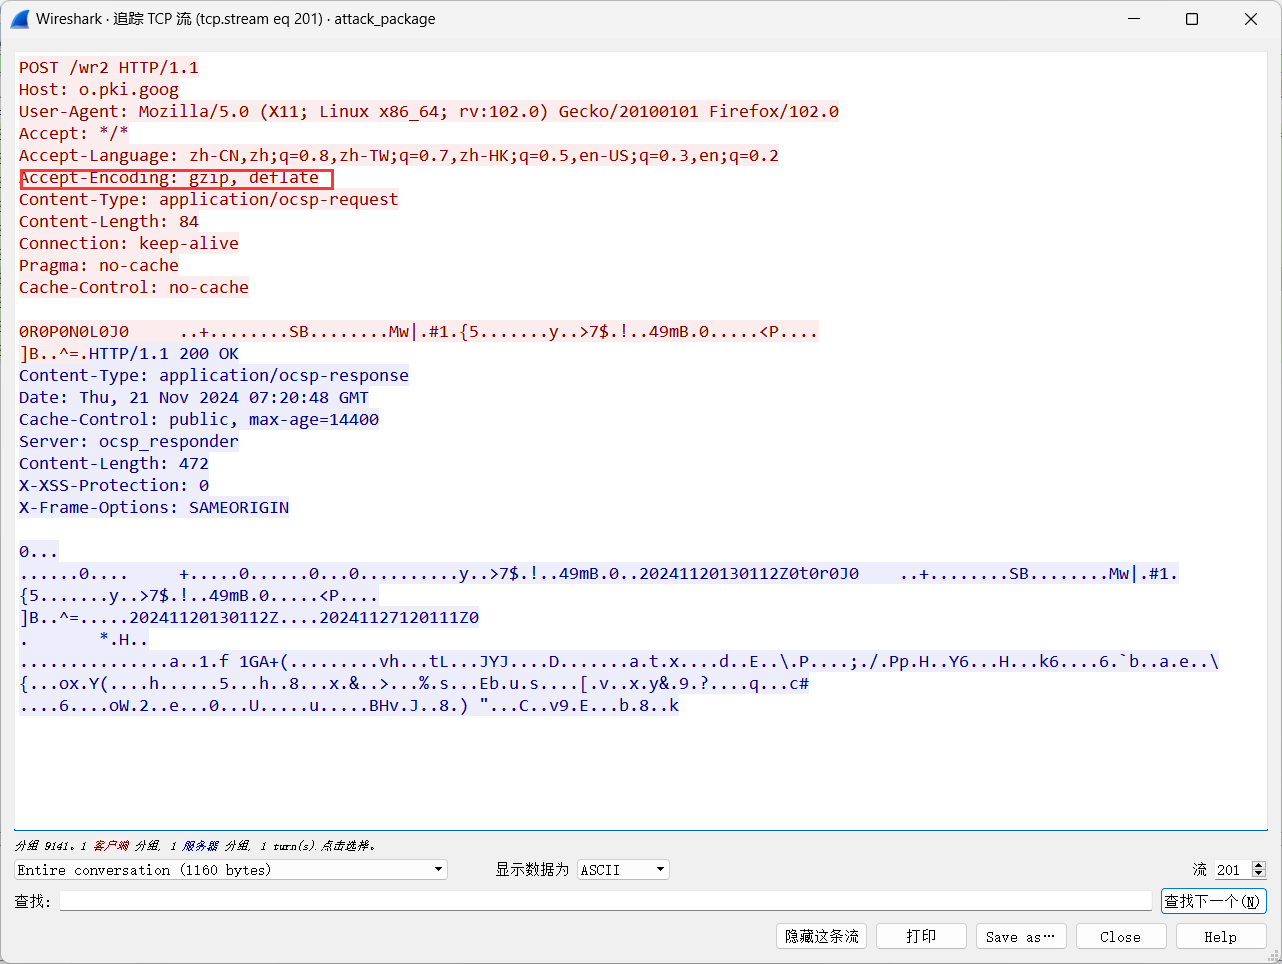 Wireshark · 追踪 TCP 流 (tcp.stream eq 201) · attack_package
POST /wr2 HTTP/1.1
Host: o.pki.goog
User-Agent: Mozilla/5.0 (X11; Linux x86_64; rv:102.0) Gecko/20100101 Firefox/102.0
Accept: */*
Accept-Language: zh-CN,zh;q=0.8,zh-TW;q=0.7,zh-HK;q=0.5,en-US;q=0.3,en;q=0.2
Accept-Encoding: gzip, deflate
Content-Type: application/ocsp-request
Content-Length: 84
Connection: keep-alive
Pragma: no-cache
Cache-Control: no-cache
0R0P0N0L0J0     ..+........SB........Mw|.#1.{5.......y..>7$.!..49mB.0.....<P....
]B..^=.HTTP/1.1 200 OK
Content-Type: application/ocsp-response
Date: Thu, 21 Nov 2024 07:20:48 GMT
Cache-Control: public, max-age=14400
Server: ocsp_responder
Content-Length: 472
X-XSS-Protection: 0
X-Frame-Options: SAMEORIGIN
0...
......0....     +.....0......0...0..........y..>7$.!..49mB.0..20241120130112Z0t0r0J0    ..+........SB........Mw|.#1.
{5.......y..>7$.!..49mB.0.....<P....
]B..^=.....20241120130112Z....20241127120111Z0
.       *.H..
...............a..1.f 1GA+(.........vh...tL...JYJ....D.......a.t.x....d..E..\.P....;./.Pp.H..Y6...H...k6....6.`b..a.e..\
{...ox.Y(....h......5...h..8...x.&..>...%.s...Eb.u.s....[.v..x.y&.9.?....q...c#
....6....oW.2..e...0...U.....u.....BHv.J..8.) "...C..v9.E...b.8..k
分组 9141。1 客户端 分组, 1 服务器 分组, 1 turn(s).点击选择。
Entire conversation (1160 bytes) 显示数据为 ASCII 流 201
查找: 查找下一个(N)
隐藏这条流 打印 Save as… Close Help